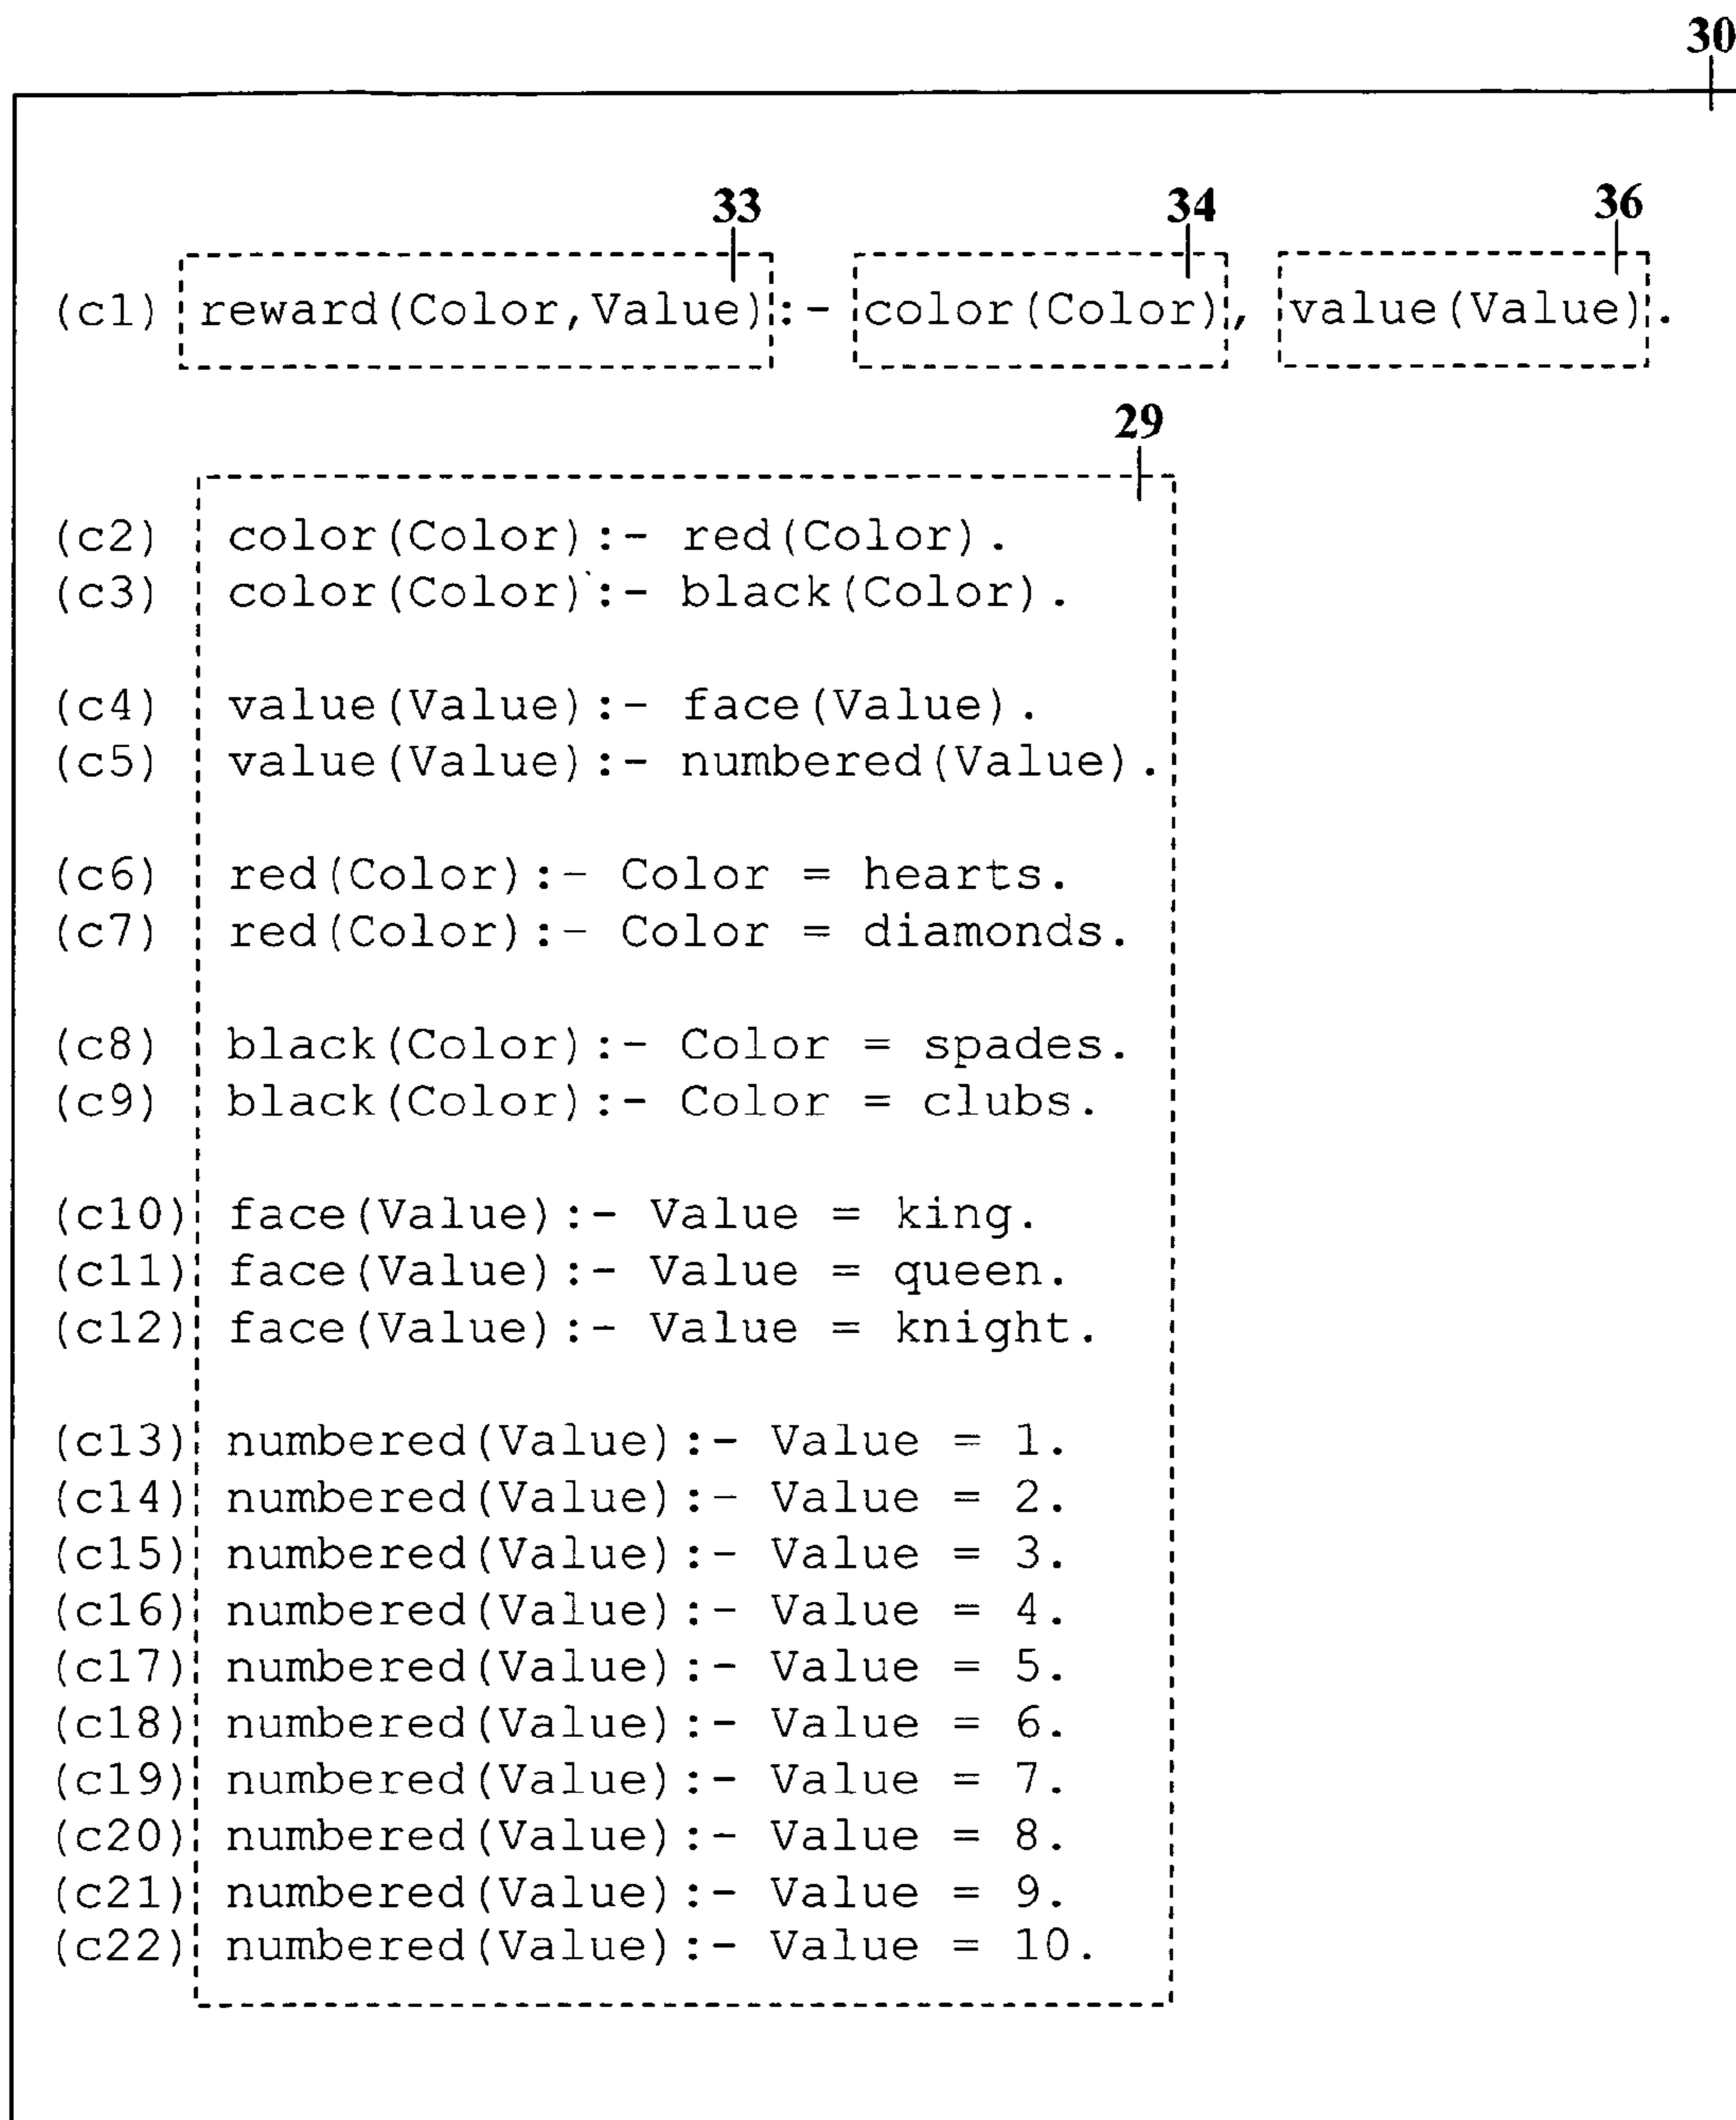 30
33 34 36
(c1) reward(Color,Value):- color(Color), value(Value).
29
(c2) color(Color):- red(Color).
(c3) color(Color):- black(Color).
(c4) value(Value):- face(Value).
(c5) value(Value):- numbered(Value).
(c6) red(Color):- Color = hearts.
(c7) red(Color):- Color = diamonds.
(c8) black(Color):- Color = spades.
(c9) black(Color):- Color = clubs.
(c10) face(Value):- Value = king.
(c11) face(Value):- Value = queen.
(c12) face(Value):- Value = knight.
(c13) numbered(Value):- Value = 1.
(c14) numbered(Value):- Value = 2.
(c15) numbered(Value):- Value = 3.
(c16) numbered(Value):- Value = 4.
(c17) numbered(Value):- Value = 5.
(c18) numbered(Value):- Value = 6.
(c19) numbered(Value):- Value = 7.
(c20) numbered(Value):- Value = 8.
(c21) numbered(Value):- Value = 9.
(c22) numbered(Value):- Value = 10.